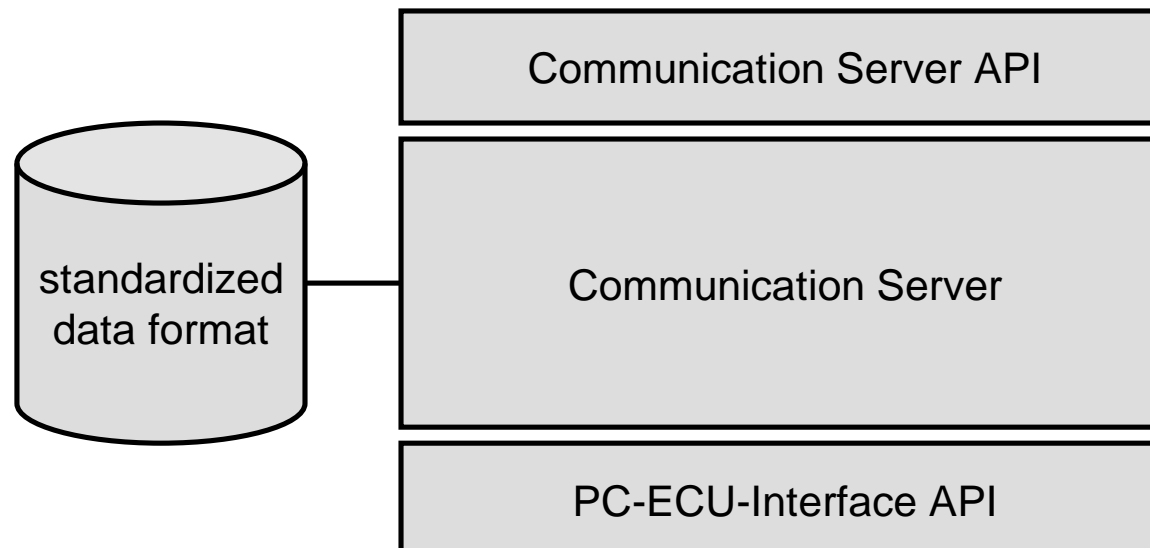 Communication Server API
standardized
data format
Communication Server
PC-ECU-Interface API